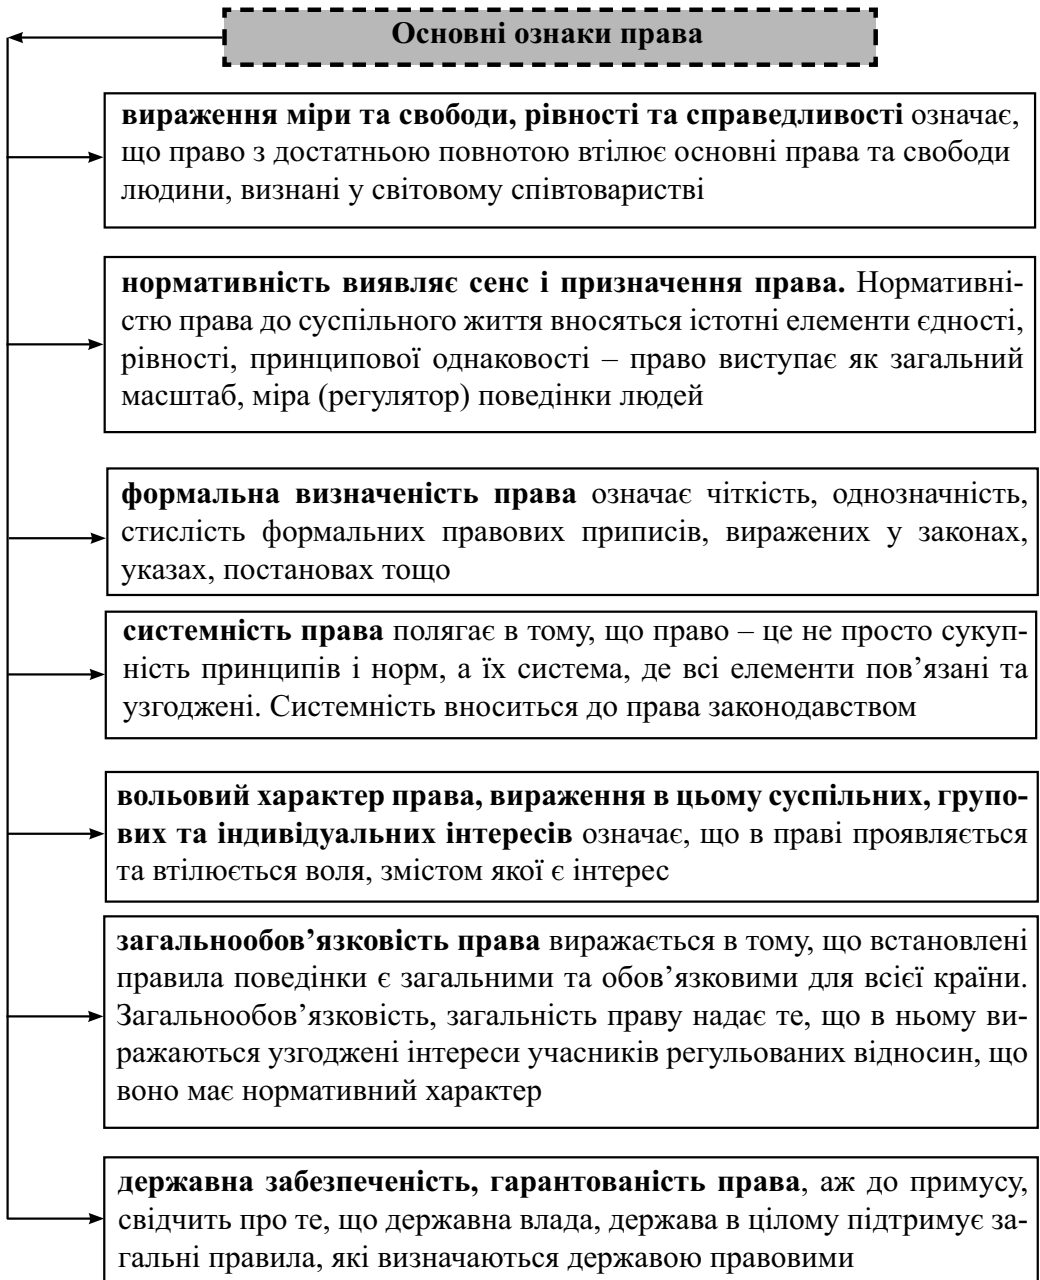 Основні ознаки права
вираження міри та свободи, рівності та справедливості означає,
що право з достатньою повнотою втілює основні права та свободи
людини, визнані у світовому співтоваристві
нормативність виявляє сенс і призначення права. Нормативні-
стю права до суспільного життя вносяться істотні елементи єдності,
рівності, принципової однаковості – право виступає як загальний
масштаб, міра (регулятор) поведінки людей
формальна визначеність права означає чіткість, однозначність,
стислість формальних правових приписів, виражених у законах,
указах, постановах тощо
системність права полягає в тому, що право – це не просто сукуп-
ність принципів і норм, а їх система, де всі елементи пов’язані та
узгоджені. Системність вноситься до права законодавством
вольовий характер права, вираження в цьому суспільних, групо-
вих та індивідуальних інтересів означає, що в праві проявляється
та втілюється воля, змістом якої є інтерес
загальнообов’язковість права виражається в тому, що встановлені
правила поведінки є загальними та обов’язковими для всієї країни.
Загальнообов’язковість, загальність праву надає те, що в ньому ви-
ражаються узгоджені інтереси учасників регульованих відносин, що
воно має нормативний характер
державна забезпеченість, гарантованість права, аж до примусу,
свідчить про те, що державна влада, держава в цілому підтримує за-
гальні правила, які визначаються державою правовими